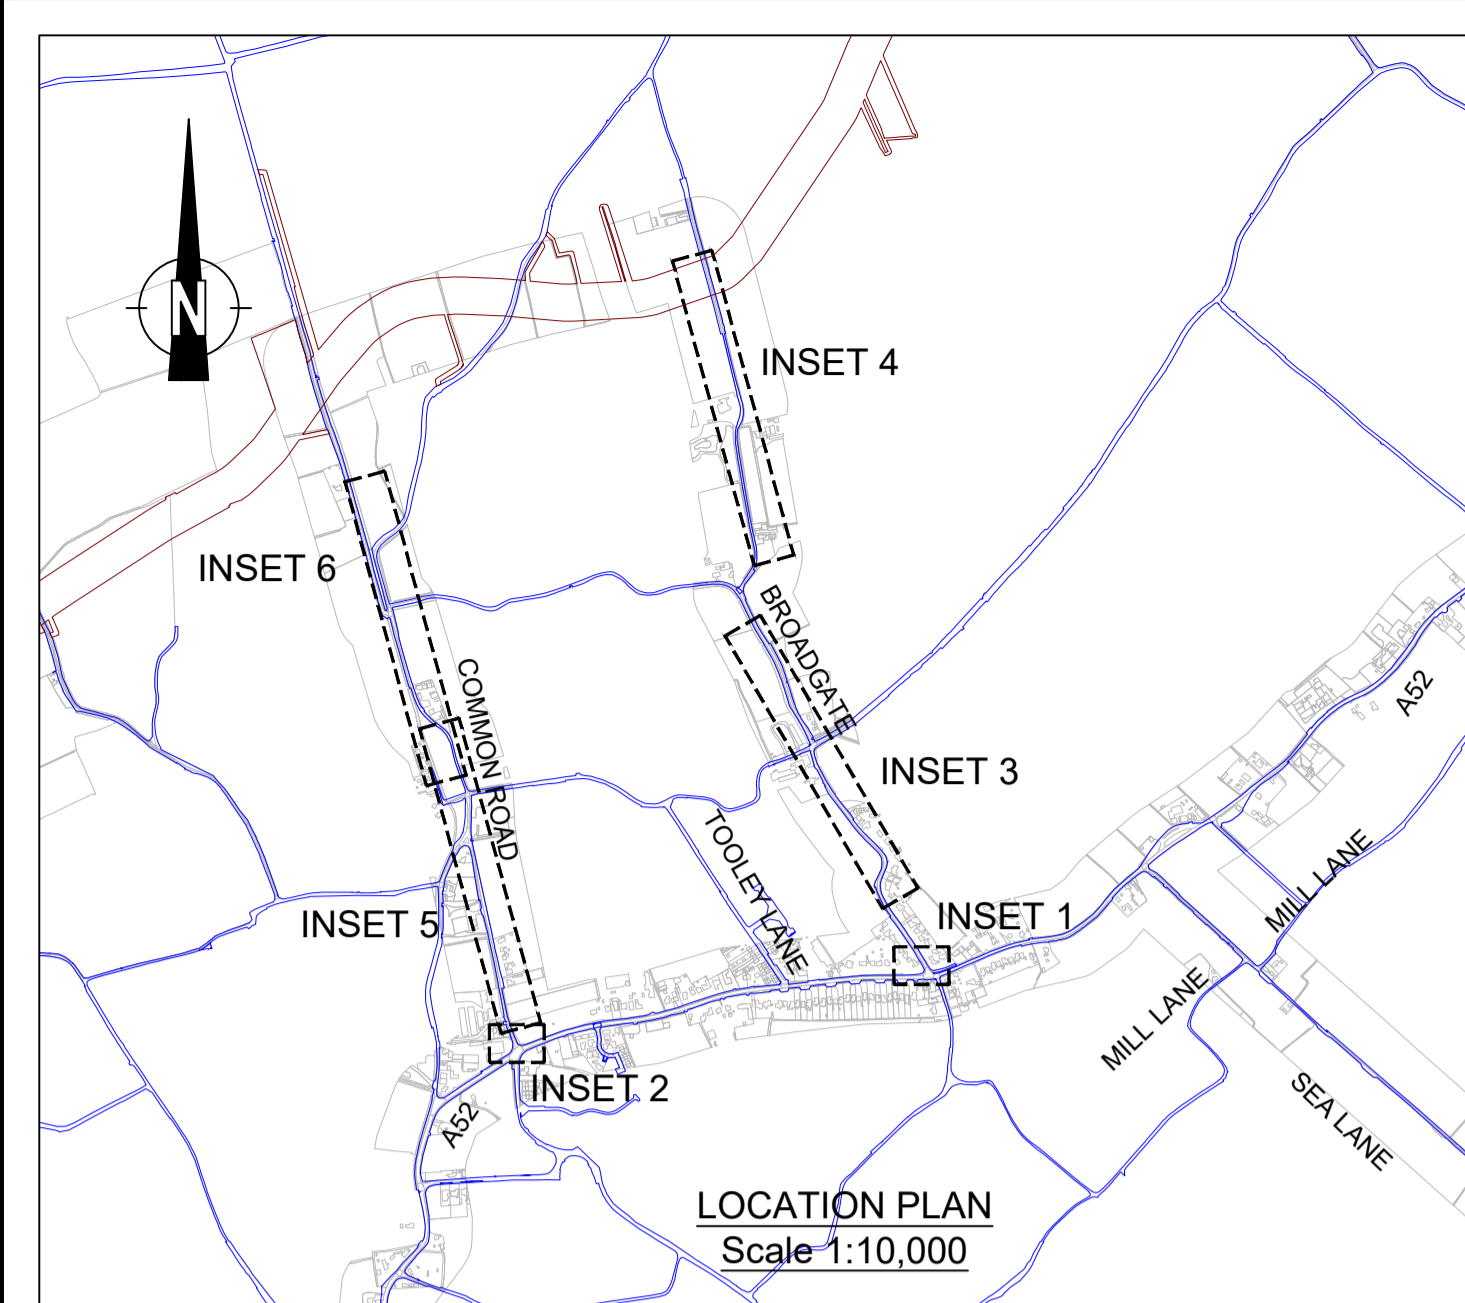 N
INSET 4
INSET 6
BROADGATE
COMMON ROAD
A52
INSET 3
TOOLEY LANE
MILL LANE
INSET 5
INSET 1
MILL LANE
INSET 2
A52
SEA LANE
LOCATION PLAN
Scale 1:10,000